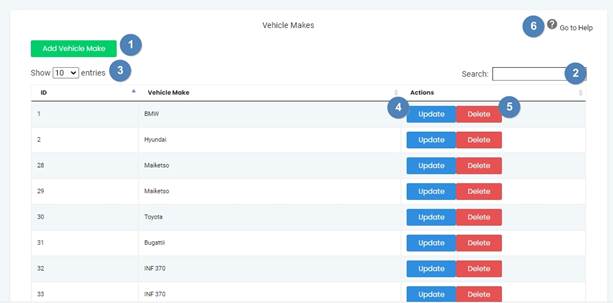 Vehicle Makes
6 ? Go to Help
Add Vehicle Make 1
Show 10 entries 3
Search: 2
ID Vehicle Make Actions
1 BMW 4 Update Delete 5
2 Hyundai Update Delete
28 Maiketso Update Delete
29 Maiketso Update Delete
30 Toyota Update Delete
31 Bugattii Update Delete
32 INF 370 Update Delete
33 INF 370 Update Delete